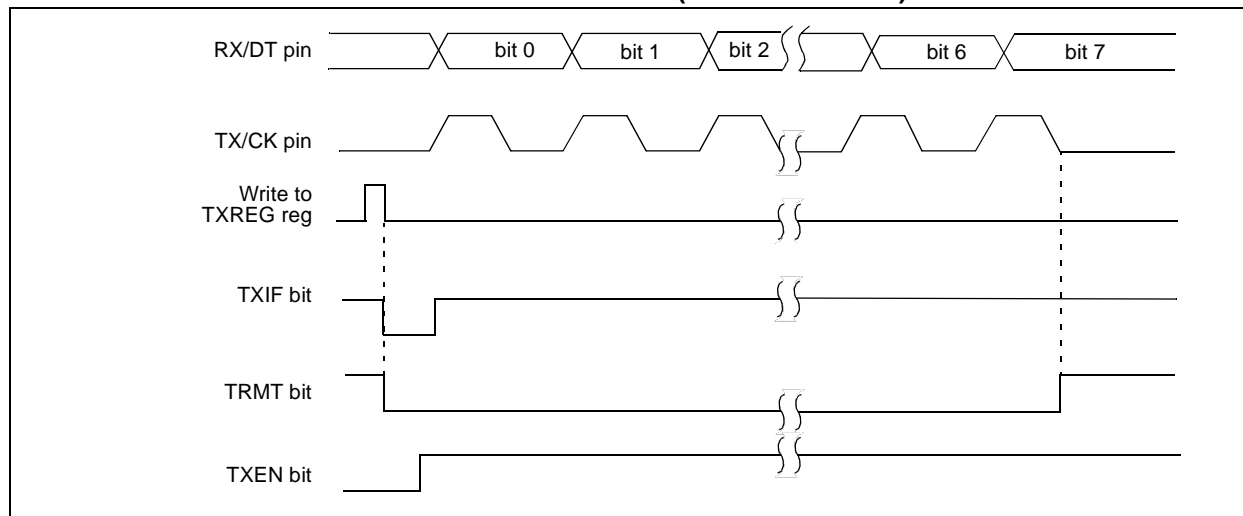 RX/DT pin
bit 0
bit 1
bit 2
bit 6
bit 7
TX/CK pin
Write to
TXREG reg
TXIF bit
TRMT bit
TXEN bit